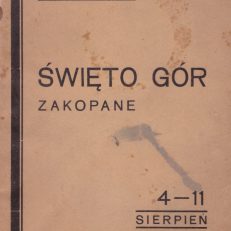 ŚWIĘTO GÓR
ZAKOPANE
4—11
SIERPIEŃ